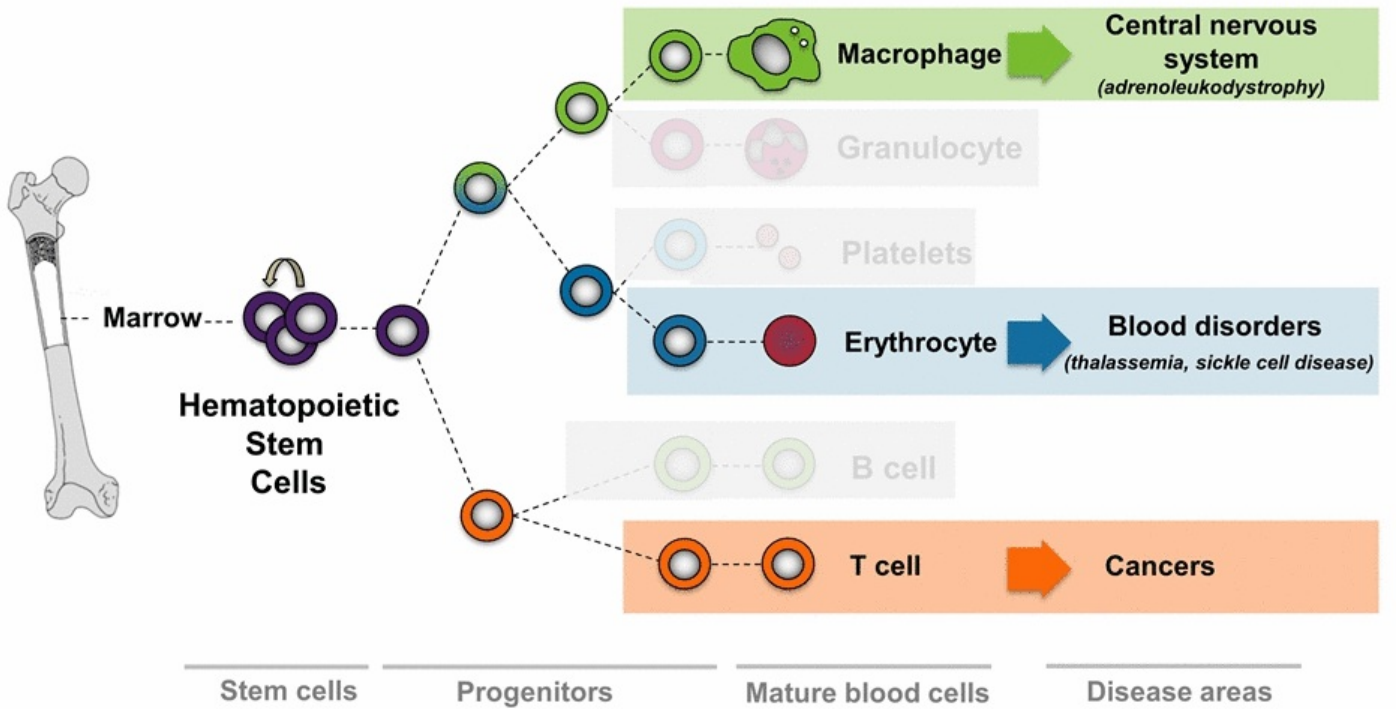 Macrophage
Central nervous
system
(adrenoleukodystrophy)
Granulocyte
Platelets
Marrow
Hematopoietic
Stem
Cells
Erythrocyte
Blood disorders
(thalassemia, sickle cell disease)
B cell
T cell
Cancers
Stem cells
Progenitors
Mature blood cells
Disease areas